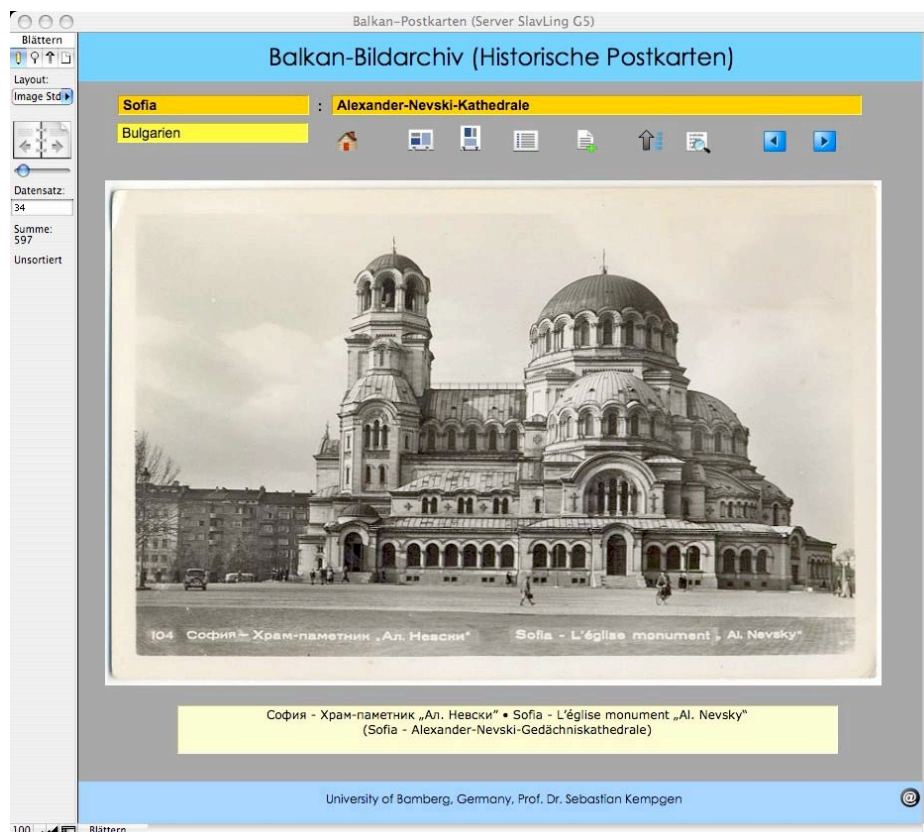 Balkan-Postkarten (Server SlavLing G5)
Blättern
Layout:
Image Std
Datensatz:
34
Summe:
597
Unsortiert
Balkan-Bildarchiv (Historische Postkarten)
Sofia : Alexander-Nevski-Kathedrale
Bulgarien
104 София – Храм-паметник „Ал. Невски" Sofia - L'église monument „ Al. Nevsky"
София - Храм-паметник „Ал. Невски" • Sofia - L'église monument „Al. Nevsky"
(Sofia - Alexander-Nevski-Gedächniskathedrale)
University of Bamberg, Germany, Prof. Dr. Sebastian Kempgen
@
100 Blättern